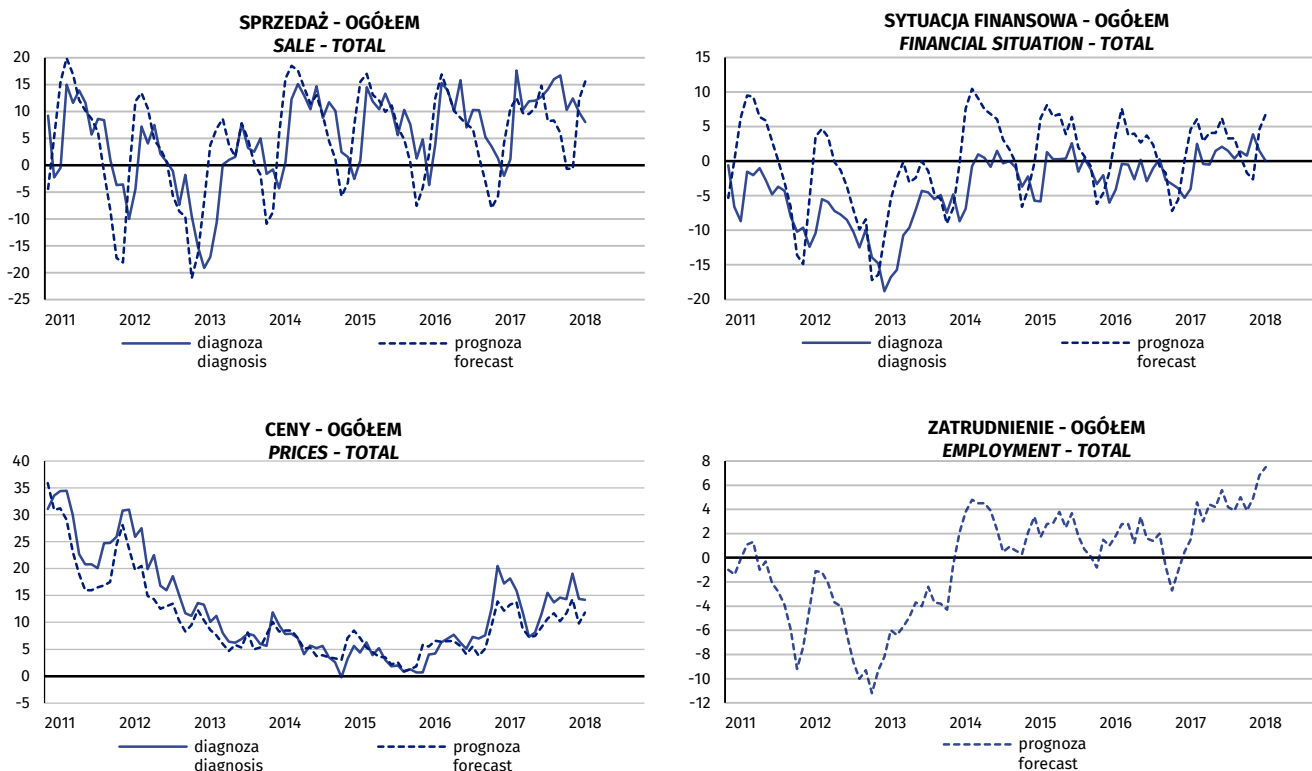 SPRZEDAŻ - OGÓŁEM
SALE - TOTAL
20
15
10
5
0
-5
-10
-15
-20
-25
2011 2012 2013 2014 2015 2016 2017 2018
diagnoza
diagnosis
prognoza
forecast
SYTUACJA FINANSOWA - OGÓŁEM
FINANCIAL SITUATION - TOTAL
15
10
5
0
-5
-10
-15
-20
2011 2012 2013 2014 2015 2016 2017 2018
diagnoza
diagnosis
prognoza
forecast
CENY - OGÓŁEM
PRICES - TOTAL
40
35
30
25
20
15
10
5
0
-5
2011 2012 2013 2014 2015 2016 2017 2018
diagnoza
diagnosis
prognoza
forecast
ZATRUDNIENIE - OGÓŁEM
EMPLOYMENT - TOTAL
8
6
4
2
0
-2
-4
-6
-8
-10
-12
2011 2012 2013 2014 2015 2016 2017 2018
prognoza
forecast